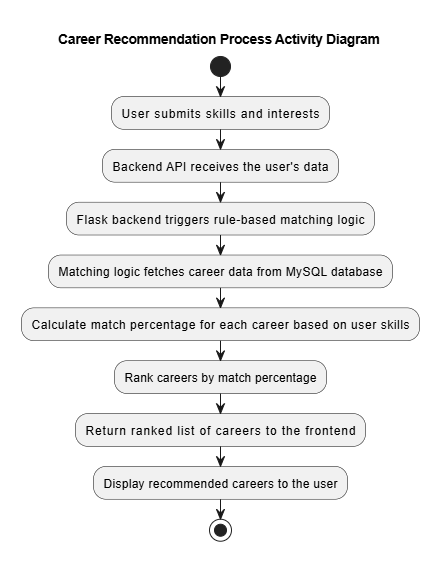 Career Recommendation Process Activity Diagram
User submits skills and interests
Backend API receives the user's data
Flask backend triggers rule-based matching logic
Matching logic fetches career data from MySQL database
Calculate match percentage for each career based on user skills
Rank careers by match percentage
Return ranked list of careers to the frontend
Display recommended careers to the user